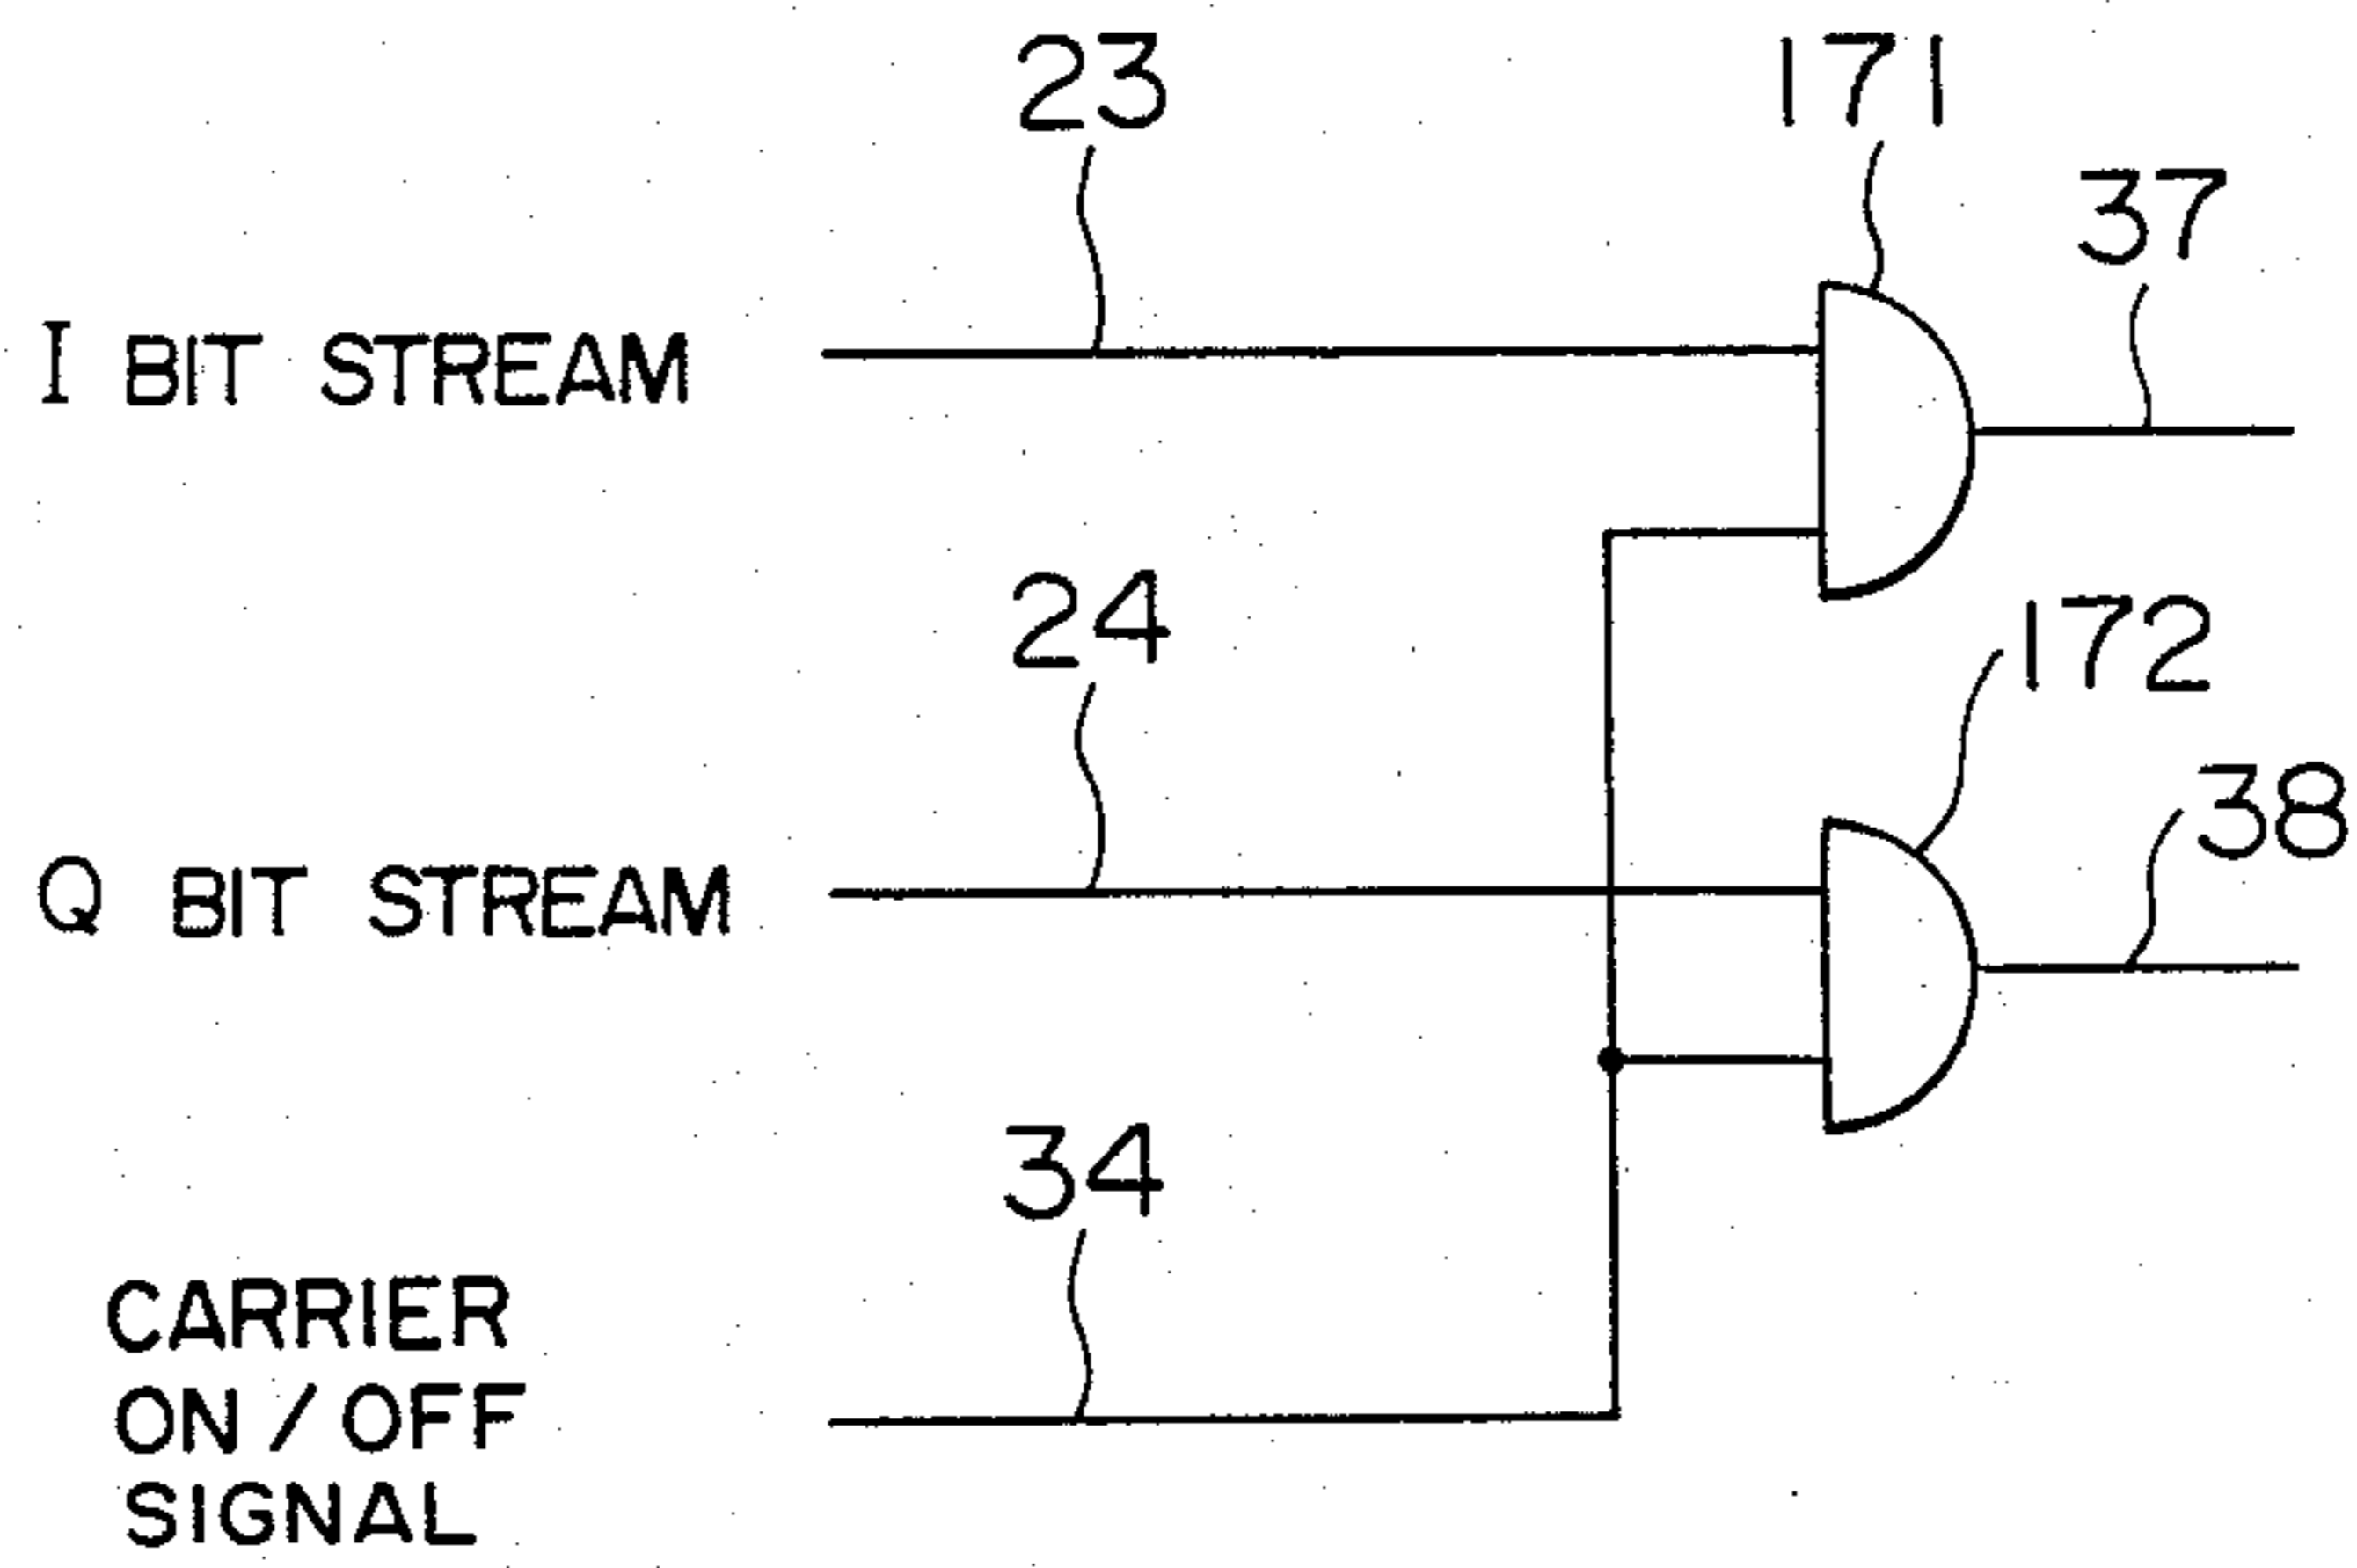 23
171
37
I BIT STREAM
24
172
38
Q BIT STREAM
34
CARRIER
ON/OFF
SIGNAL